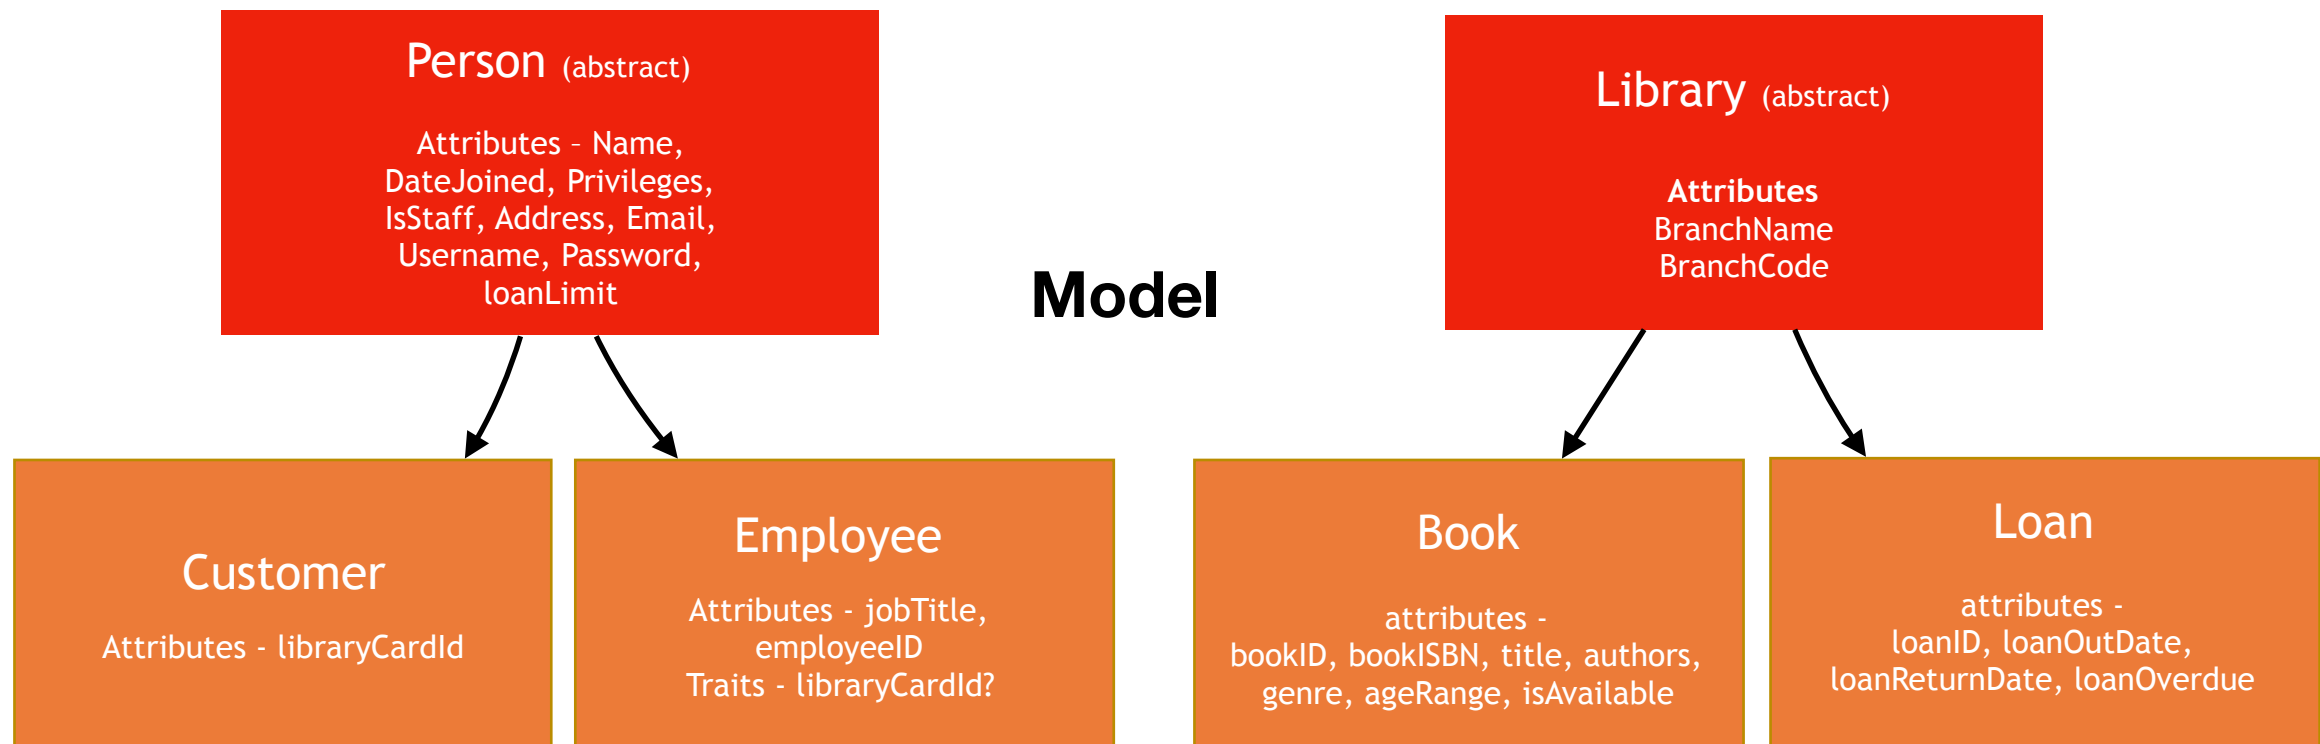 Person (abstract)
Attributes – Name,
DateJoined, Privileges,
IsStaff, Address, Email,
Username, Password,
loanLimit
Library (abstract)
Attributes
BranchName
BranchCode
Model
Customer
Attributes - libraryCardId
Employee
Attributes - jobTitle,
employeeID
Traits - libraryCardId?
Book
attributes -
bookID, bookISBN, title, authors,
genre, ageRange, isAvailable
Loan
attributes -
loanID, loanOutDate,
loanReturnDate, loanOverdue